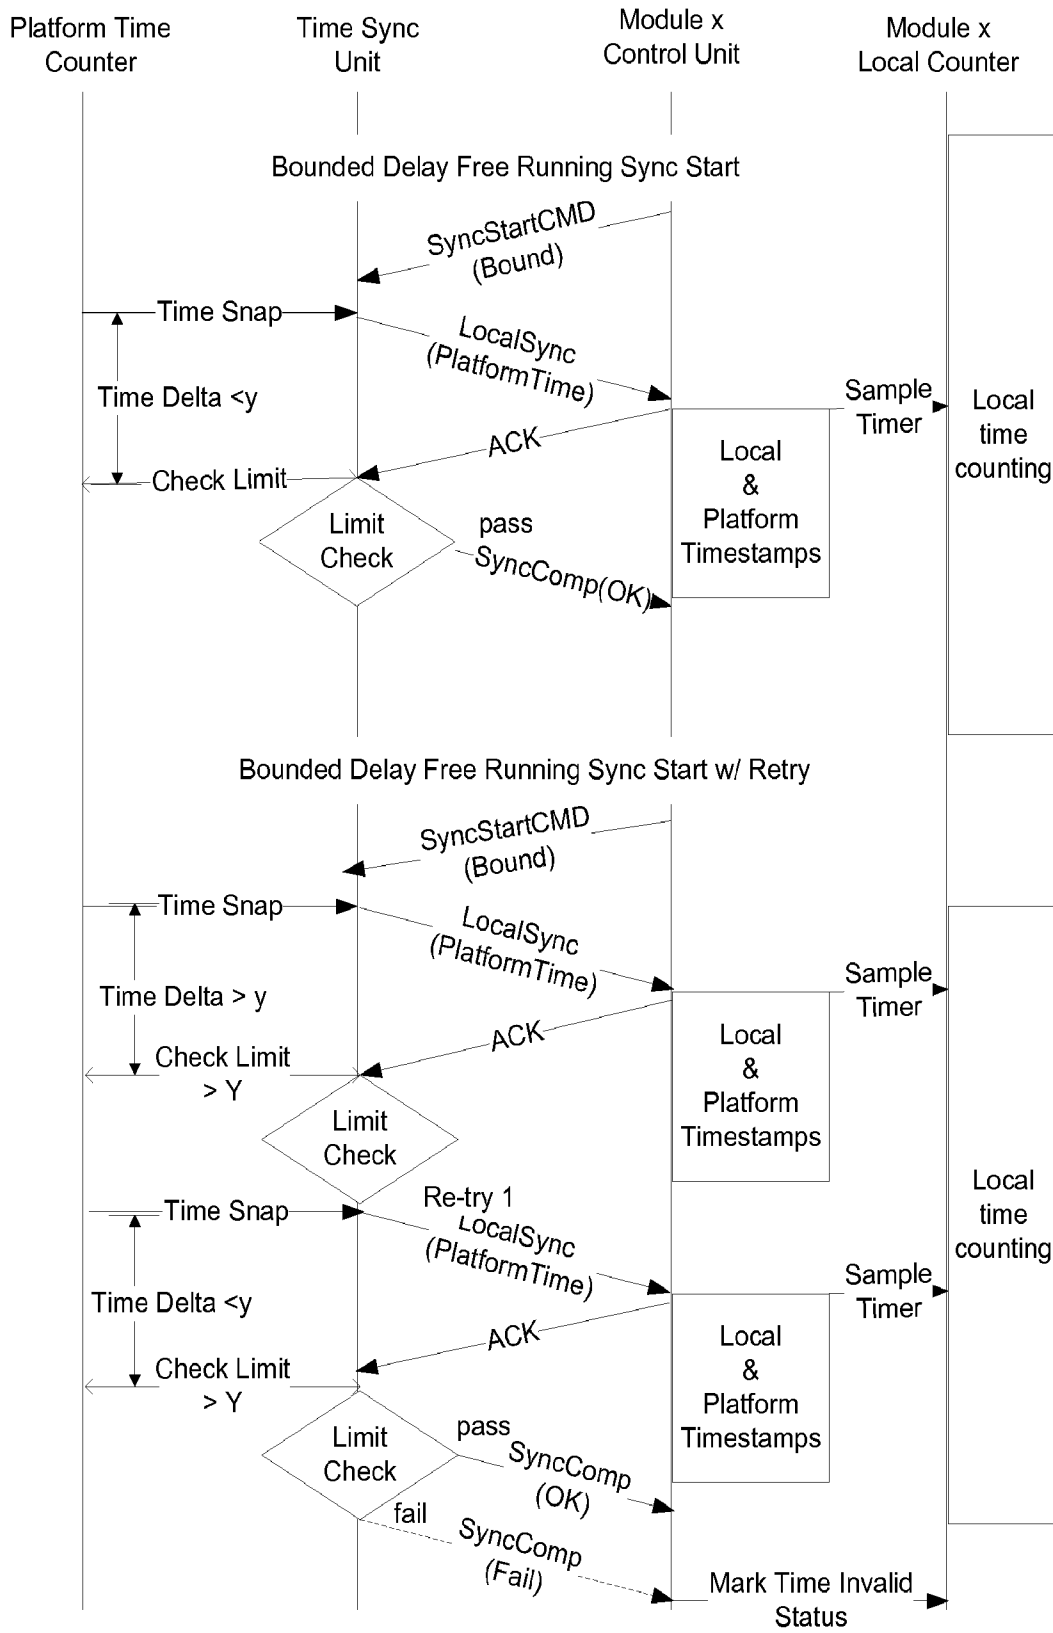 Platform Time
Counter
Time Sync
Unit
Module x
Control Unit
Module x
Local Counter
Bounded Delay Free Running Sync Start
SyncStartCMD
(Bound)
Time Snap
LocalSync
(PlatformTime)
Time Delta <y
Sample
Timer
Local
time
counting
ACK
Check Limit
Local
&
Platform
Timestamps
Limit
Check
pass
SyncComp(OK)
Bounded Delay Free Running Sync Start w/ Retry
SyncStartCMD
(Bound)
Time Snap
LocalSync
(PlatformTime)
Time Delta > y
Sample
Timer
ACK
Check Limit
> Y
Local
&
Platform
Timestamps
Limit
Check
Local
time
counting
Re-try 1
Time Snap
LocalSync
(PlatformTime)
Time Delta <y
Sample
Timer
ACK
Check Limit
> Y
Local
&
Platform
Timestamps
Limit
Check
pass
SyncComp
(OK)
fail
SyncComp
(Fail)
Mark Time Invalid
Status